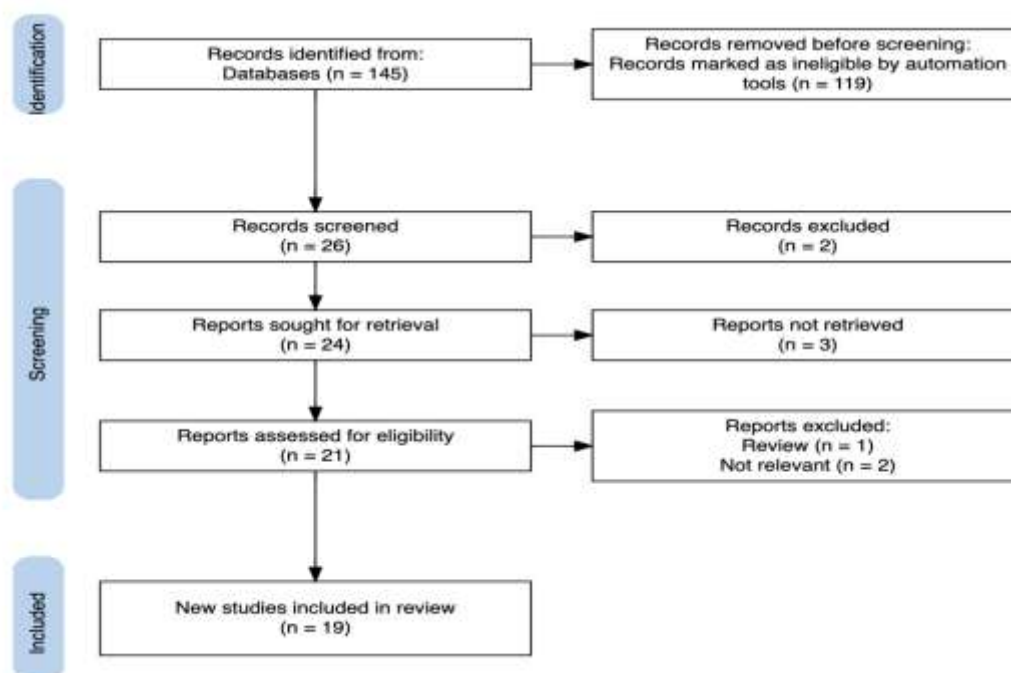 Identification
Records identified from:
Databases (n = 145)
Records removed before screening:
Records marked as ineligible by automation
tools (n = 119)
Screening
Records screened
(n = 26)
Records excluded
(n = 2)
Reports sought for retrieval
(n = 24)
Reports not retrieved
(n = 3)
Reports assessed for eligibility
(n = 21)
Reports excluded:
Review (n = 1)
Not relevant (n = 2)
Included
New studies included in review
(n = 19)